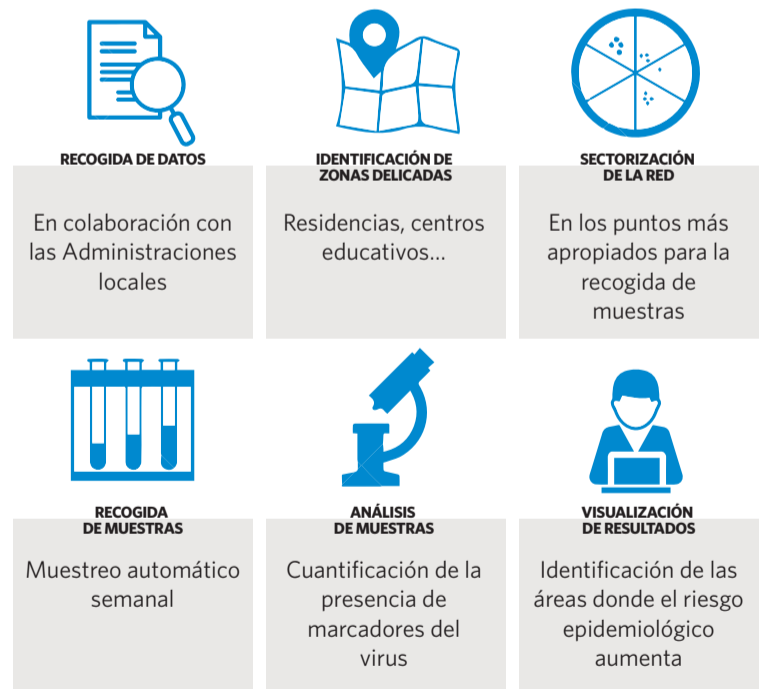 RECOGIDA DE DATOS
En colaboración con
las Administraciones
locales
IDENTIFICACIÓN DE
ZONAS DELICADAS
Residencias, centros
educativos...
SECTORIZACIÓN
DE LA RED
En los puntos más
apropiados para la
recogida de
muestras
RECOGIDA
DE MUESTRAS
Muestreo automático
semanal
ANÁLISIS
DE MUESTRAS
Cuantificación de la
presencia de
marcadores del
virus
VISUALIZACIÓN
DE RESULTADOS
Identificación de las
áreas donde el riesgo
epidemiológico
aumenta